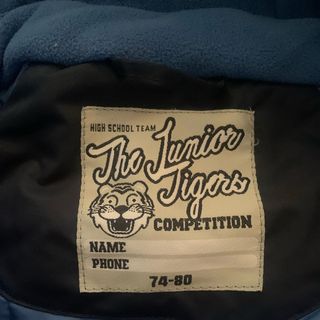 HIGH SCHOOL TEAM
The Junior
Tigers
COMPETITION
NAME
PHONE
74-80